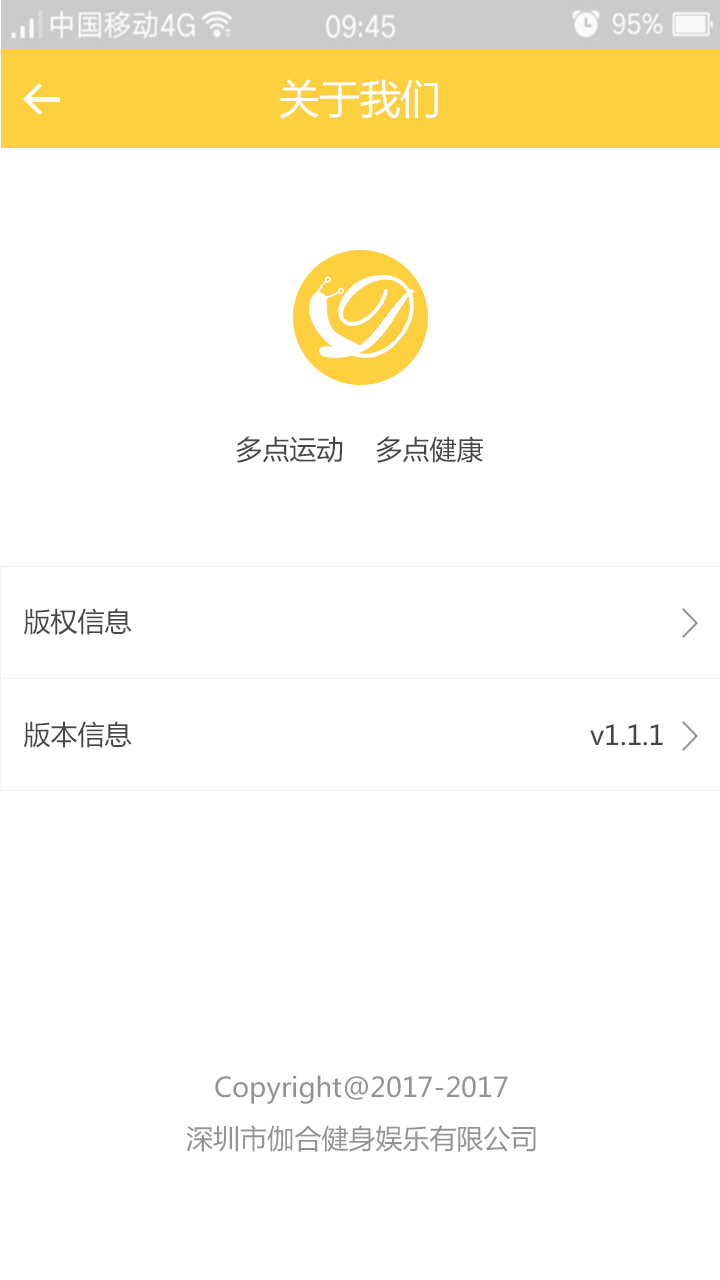 中国移动4G 09:45 95%
关于我们
多点运动 多点健康
版权信息
版本信息 v1.1.1
Copyright@2017-2017
深圳市伽合健身娱乐有限公司